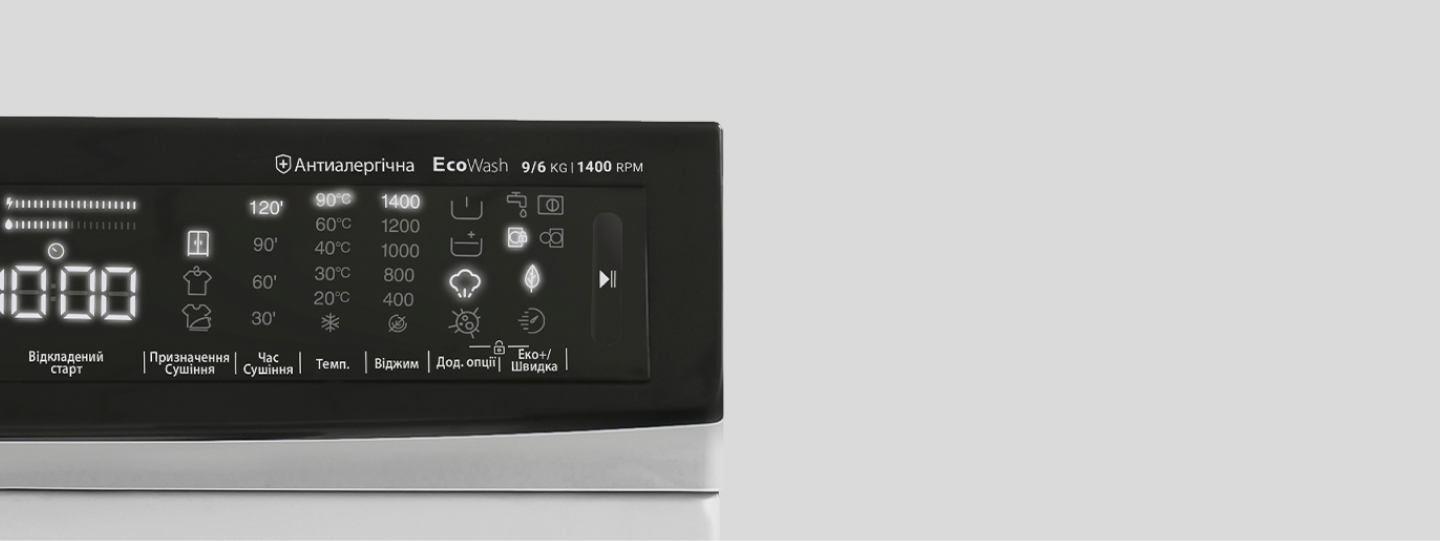 Антиалергічна EcoWash 9/6 KG | 1400 RPM
120' 90°C 1400
60°C 1200
90' 40°C 1000
60' 30°C 800
20°C 400
30'
Відкладений
старт
Призначення
Сушіння
Час
Сушіння
Темп.
Віджим
Дод. опції
Еко+/
Швидка